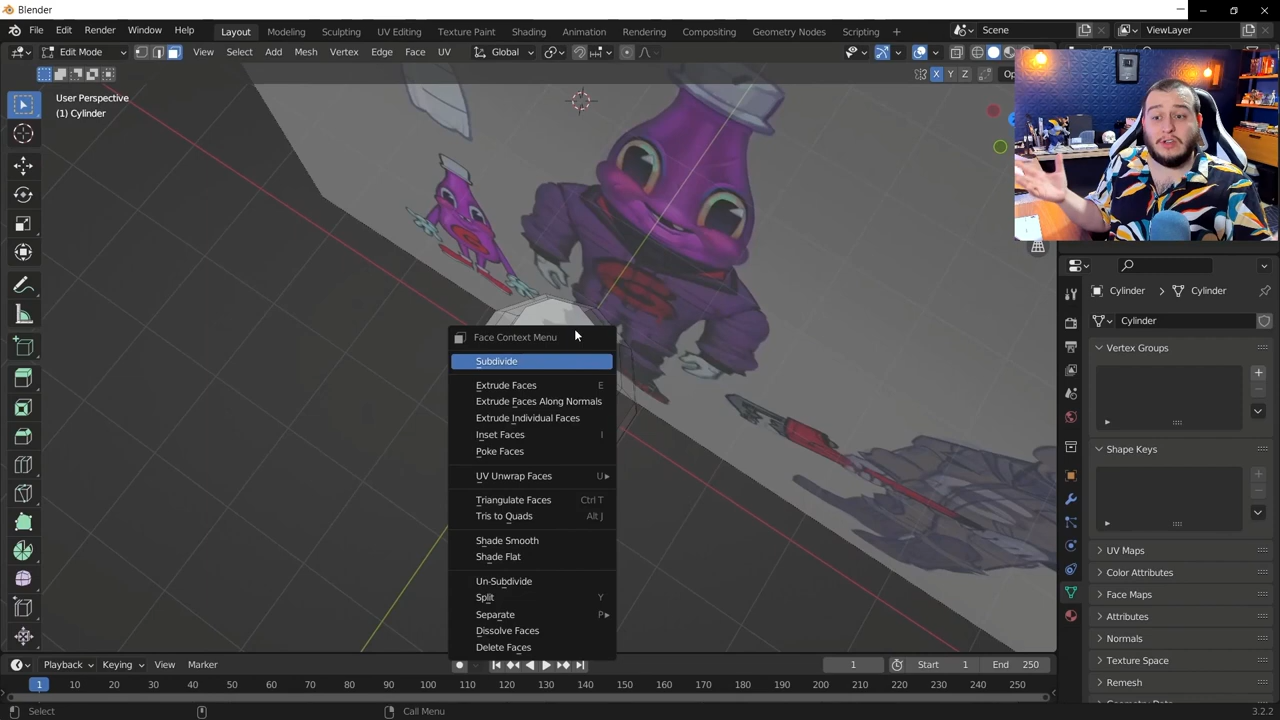 Blender
File Edit Render Window Help
Layout Modeling Sculpting UV Editing Texture Paint Shading Animation Rendering Compositing Geometry Nodes Scripting +
Scene
ViewLayer
Edit Mode
View Select Add Mesh Vertex Edge Face UV
Global
X Y Z
User Perspective
(1) Cylinder
Face Context Menu
Subdivide
Extrude Faces E
Extrude Faces Along Normals
Extrude Individual Faces
Inset Faces I
Poke Faces
UV Unwrap Faces U
Triangulate Faces Ctrl T
Tris to Quads Alt J
Shade Smooth
Shade Flat
Un-Subdivide
Split Y
Separate P
Dissolve Faces
Delete Faces
Cylinder Cylinder
Cylinder
Vertex Groups
Shape Keys
UV Maps
Color Attributes
Face Maps
Attributes
Normals
Texture Space
Remesh
Playback Keying View Marker
1 Start 1 End 250
1 10 20 30 40 50 60 70 80 90 100 110 120 130 140 150 160 170 180 190 200 210 220 230 240 250
Select Call Menu 3.2.2